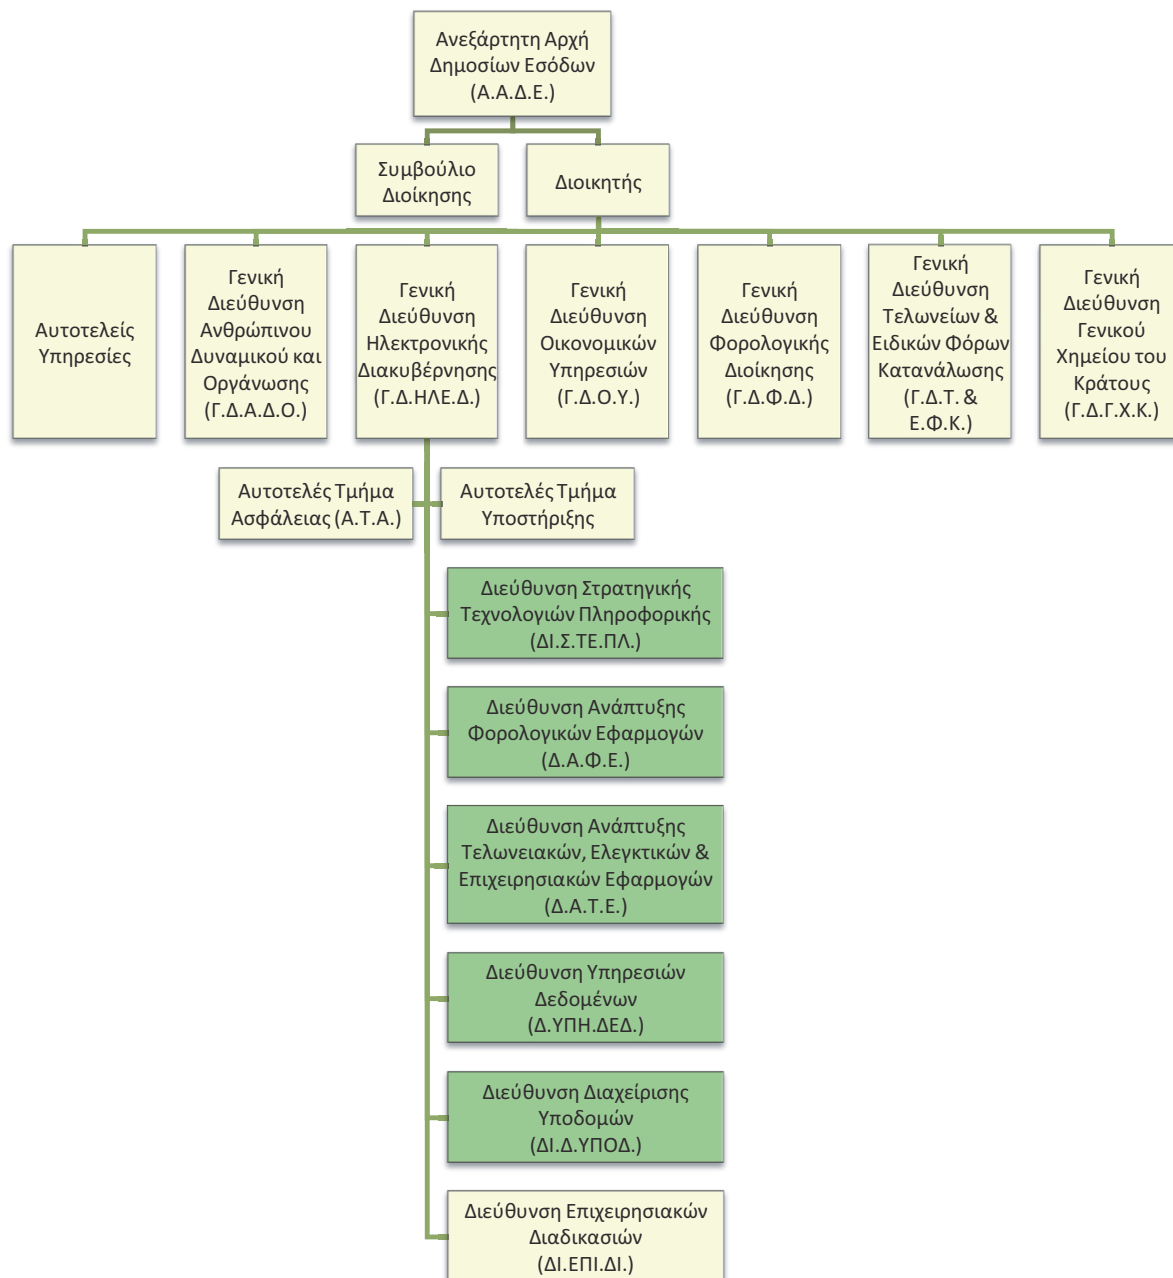 Ανεξάρτητη Αρχή
Δημοσίων Εσόδων
(Α.Α.Δ.Ε.)
Συμβούλιο
Διοίκησης
Διοικητής
Αυτοτελείς
Υπηρεσίες
Γενική
Διεύθυνση
Ανθρώπινου
Δυναμικού και
Οργάνωσης
(Γ.Δ.Α.Δ.Ο.)
Γενική
Διεύθυνση
Ηλεκτρονικής
Διακυβέρνησης
(Γ.Δ.ΗΛΕ.Δ.)
Γενική
Διεύθυνση
Οικονομικών
Υπηρεσιών
(Γ.Δ.Ο.Υ.)
Γενική
Διεύθυνση
Φορολογικής
Διοίκησης
(Γ.Δ.Φ.Δ.)
Γενική
Διεύθυνση
Τελωνείων &
Ειδικών Φόρων
Κατανάλωσης
(Γ.Δ.Τ. &
Ε.Φ.Κ.)
Γενική
Διεύθυνση
Γενικού
Χημείου του
Κράτους
(Γ.Δ.Γ.Χ.Κ.)
Αυτοτελές Τμήμα
Ασφάλειας (Α.Τ.Α.)
Αυτοτελές Τμήμα
Υποστήριξης
Διεύθυνση Στρατηγικής
Τεχνολογιών Πληροφορικής
(ΔΙ.Σ.ΤΕ.ΠΛ.)
Διεύθυνση Ανάπτυξης
Φορολογικών Εφαρμογών
(Δ.Α.Φ.Ε.)
Διεύθυνση Ανάπτυξης
Τελωνειακών, Ελεγκτικών &
Επιχειρησιακών Εφαρμογών
(Δ.Α.Τ.Ε.)
Διεύθυνση Υπηρεσιών
Δεδομένων
(Δ.ΥΠΗ.ΔΕΔ.)
Διεύθυνση Διαχείρισης
Υποδομών
(ΔΙ.Δ.ΥΠΟΔ.)
Διεύθυνση Επιχειρησιακών
Διαδικασιών
(ΔΙ.ΕΠΙ.ΔΙ.)